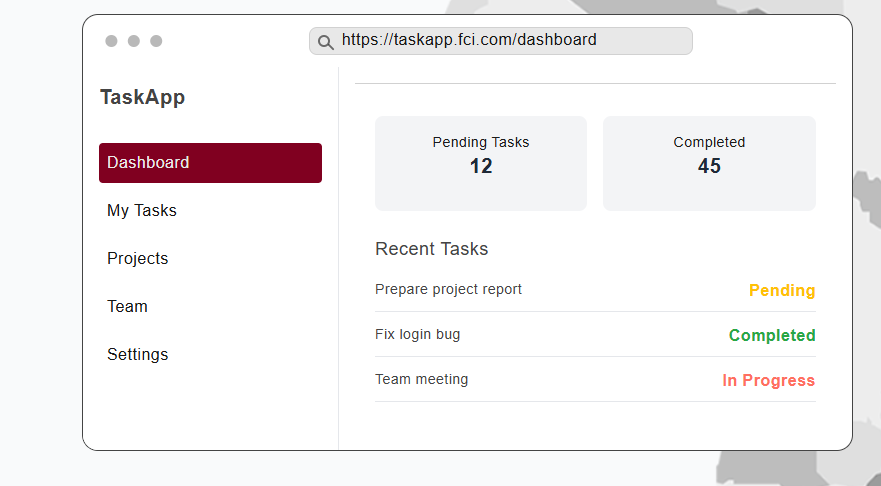 https://taskapp.fci.com/dashboard
TaskApp
Dashboard
My Tasks
Projects
Team
Settings
Pending Tasks
12
Completed
45
Recent Tasks
Prepare project report
Pending
Fix login bug
Completed
Team meeting
In Progress